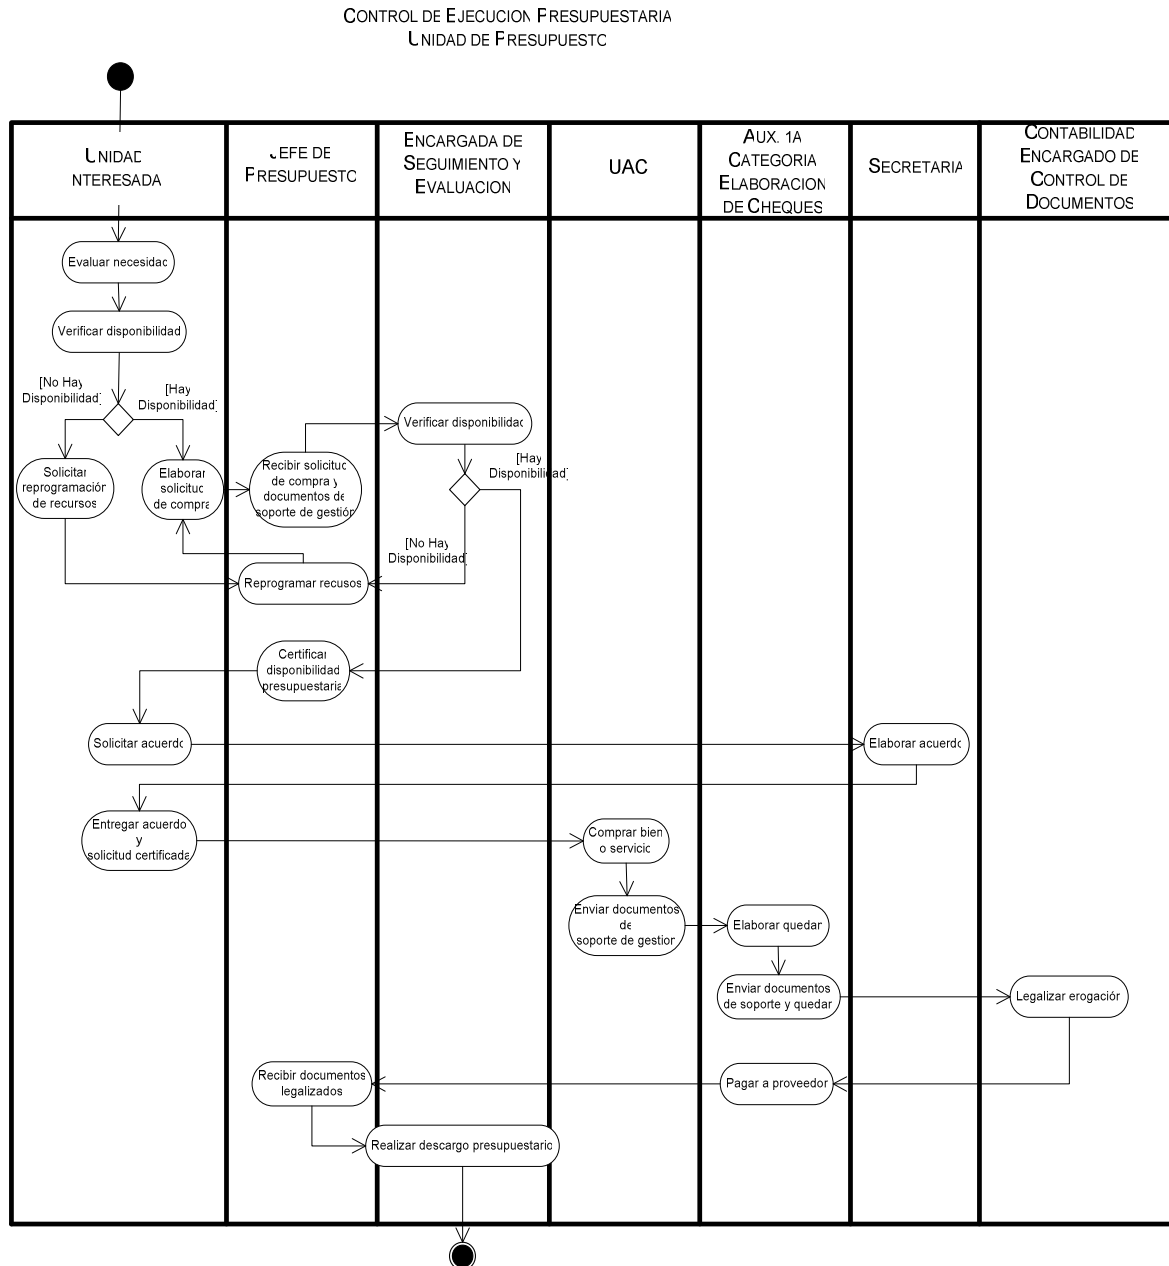 CONTROL DE EJECUCION PRESUPUESTARIA
UNIDAD DE PRESUPUESTO
UNIDAD
INTERESADA
JEFE DE
PRESUPUESTO
ENCARGADA DE
SEGUIMIENTO Y
EVALUACION
UAC
AUX. 1A
CATEGORIA
ELABORACION
DE CHEQUES
SECRETARIA
CONTABILIDAD
ENCARGADO DE
CONTROL DE
DOCUMENTOS
Evaluar necesidad
Verificar disponibilidad
[No Hay
Disponibilidad]
[Hay
Disponibilidad]
Solicitar
reprogramación
de recursos
Elaborar
solicitud
de compra
Recibir solicitud
de compra y
documentos de
soporte de gestión
Verificar disponibilidad
[Hay
Disponibilidad]
[No Hay
Disponibilidad]
Reprogramar recusos
Certificar
disponibilidad
presupuestaria
Solicitar acuerdo
Elaborar acuerdo
Entregar acuerdo
y
solicitud certificada
Comprar bien
o servicio
Enviar documentos
de
soporte de gestion
Elaborar quedan
Enviar documentos
de soporte y quedan
Legalizar erogación
Recibir documentos
legalizados
Pagar a proveedor
Realizar descargo presupuestario